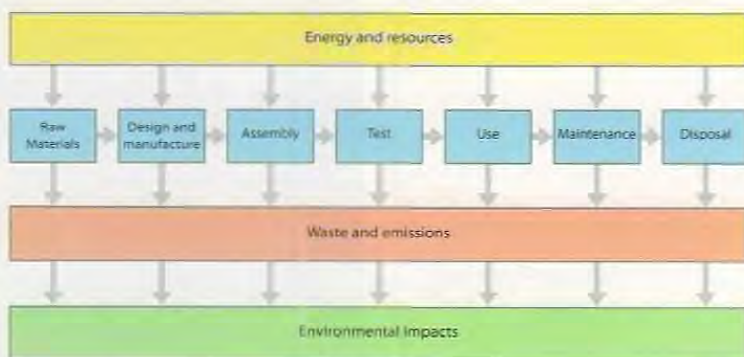 Energy and resources
Raw
Materials
Design and
manufacture
Assembly
Test
Use
Maintenance
Disposal
Waste and emissions
Environmental Impacts